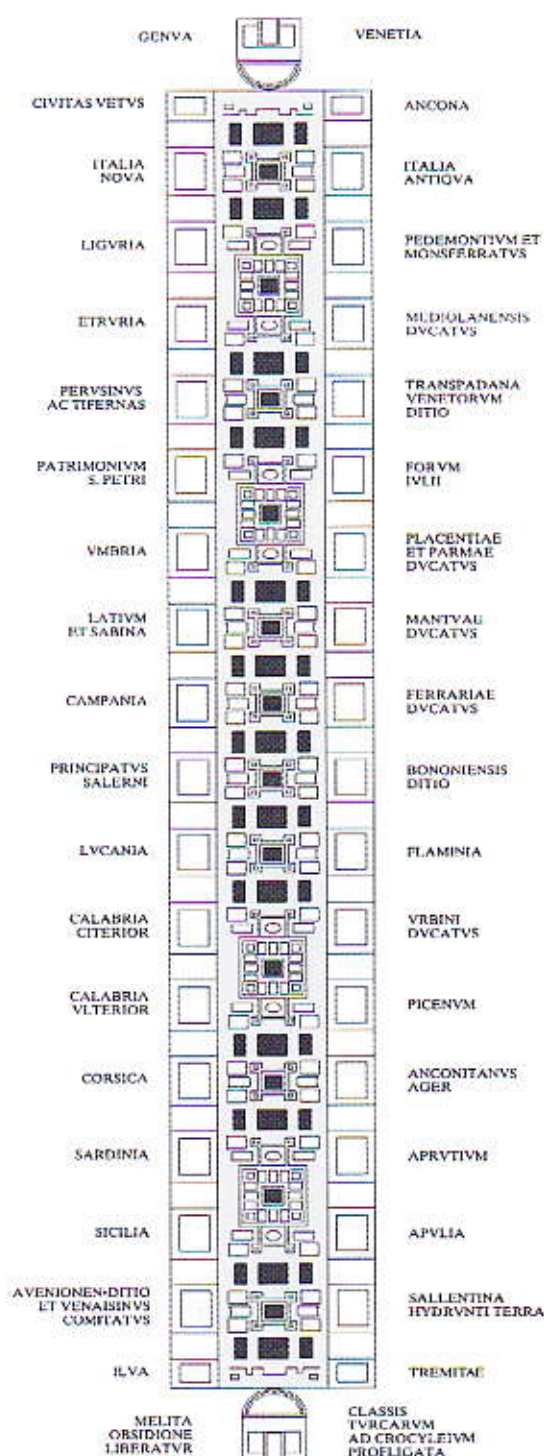 GENVA
VENETIA
CIVITAS VETVS
ANCONA
ITALIA
NOVA
ITALIA
ANTIQVA
LIGVRIA
PEDEMONTIVM ET
MONSFERRATVS
ETRVRIA
MEDIOLANENSIS
DVCATVS
PERVSINVS
AC TIFERNAS
TRANSPADANA
VENETORVM
DITIO
PATRIMONIVM
S. PETRI
FORVM
IVLII
VMBRIA
PLACENTIAE
ET PARMAE
DVCATVS
LATIVM
ET SABINA
MANTVAE
DVCATVS
CAMPANIA
FERRARIAE
DVCATVS
PRINCIPATVS
SALERNI
BONONIENSIS
DITIO
LVCANIA
FLAMINIA
CALABRIA
CITERIOR
VRBINI
DVCATVS
CALABRIA
VLTERIOR
PICENVM
CORSICA
ANCONITANVS
AGER
SARDINIA
APRVTIVM
SICILIA
APVLIA
AVENIONEN•DITIO
ET VENAISINVS
COMITATVS
SALLENTINA
HYDRVNTI TERRA
ILVA
TREMITAE
MELITA
OBSIDIONE
LIBERATVR
CLASSIS
TVRCARVM
AD CROCYLEIVM
PROFLIGATA